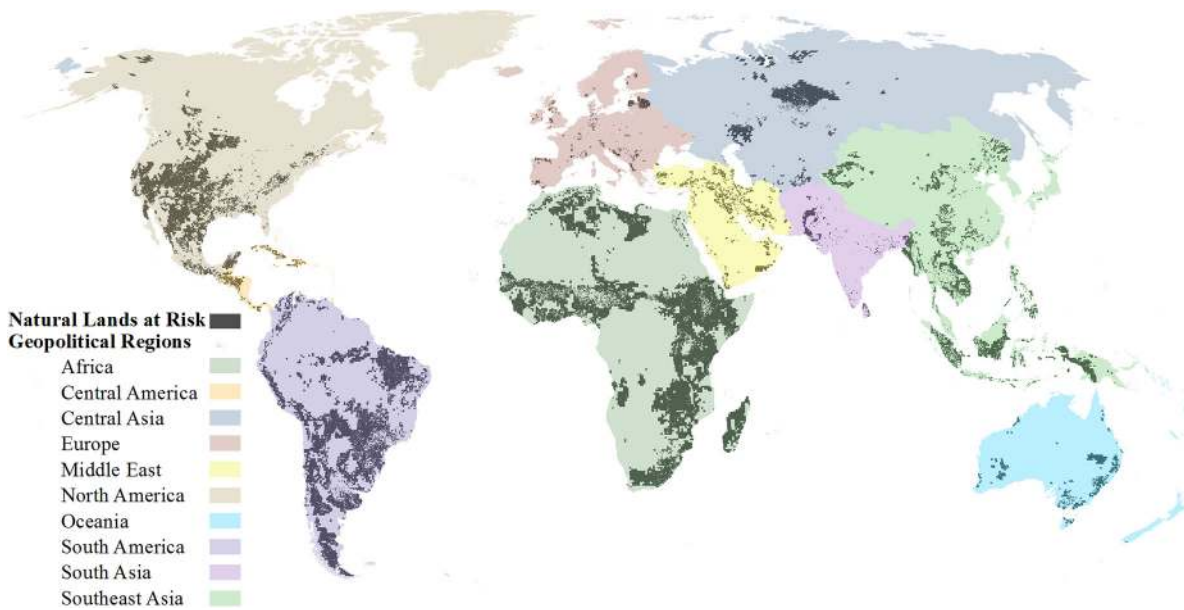 Natural Lands at Risk
Geopolitical Regions
Africa
Central America
Central Asia
Europe
Middle East
North America
Oceania
South America
South Asia
Southeast Asia